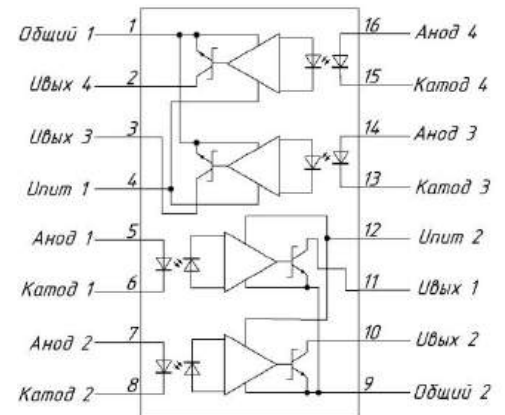 Общий 1 1
Uвых 4 2
Uвых 3 3
Uпит 1 4
Анод 1 5
Катод 1 6
Анод 2 7
Катод 2 8
16 Анод 4
15 Катод 4
14 Анод 3
13 Катод 3
12 Uпит 2
11 Uвых 1
10 Uвых 2
9 Общий 2